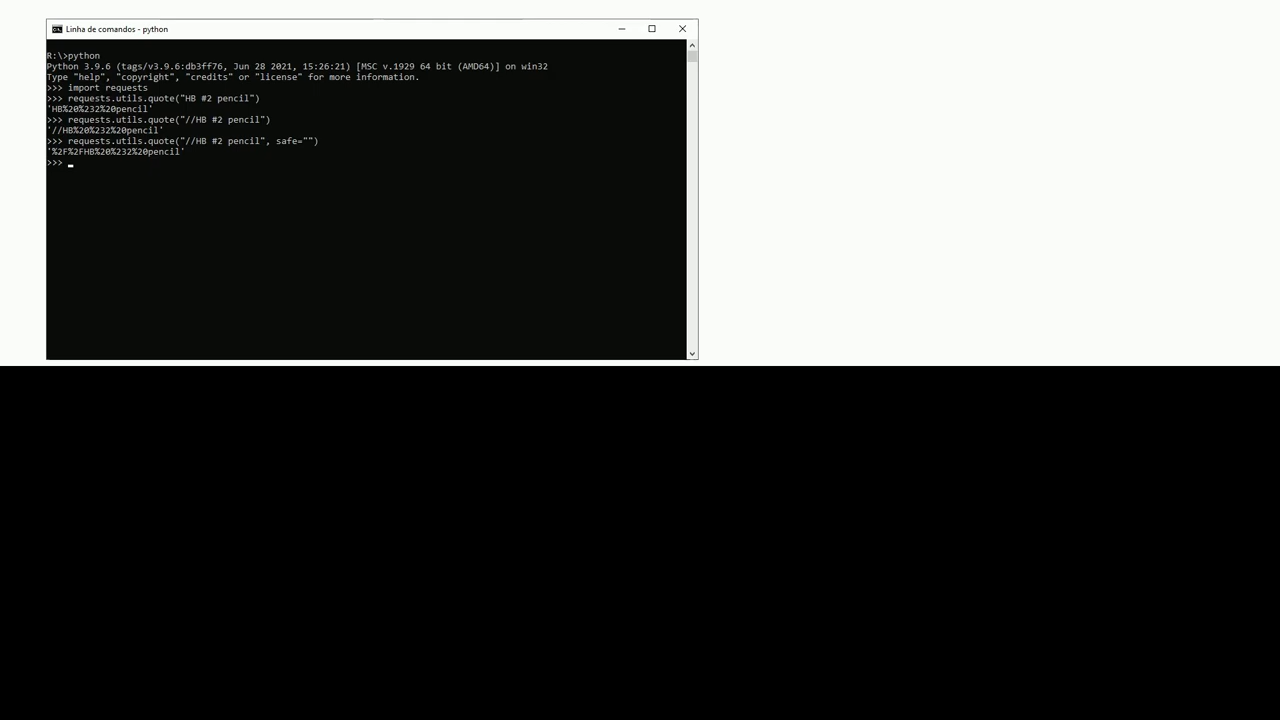 Linha de comandos - python
R:\>python
Python 3.9.6 (tags/v3.9.6:db3ff76, Jun 28 2021, 15:26:21) [MSC v.1929 64 bit (AMD64)] on win32
Type "help", "copyright", "credits" or "license" for more information.
>>> import requests
>>> requests.utils.quote("HB #2 pencil")
'HB%20%232%20pencil'
>>> requests.utils.quote("//HB #2 pencil")
'//HB%20%232%20pencil'
>>> requests.utils.quote("//HB #2 pencil", safe="")
'%2F%2FHB%20%232%20pencil'
>>> _